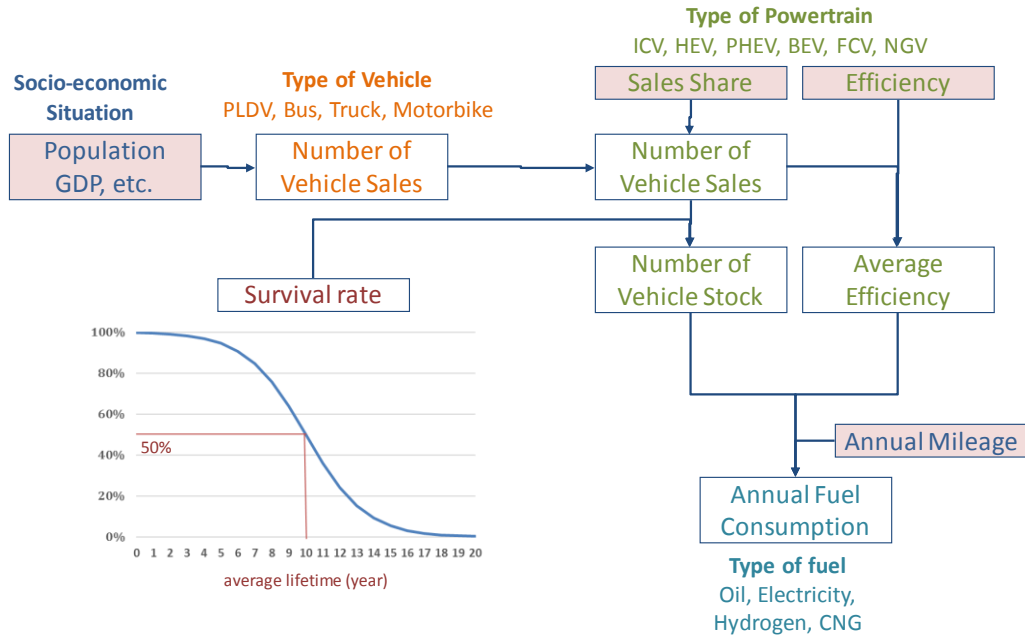 Type of Powertrain
ICV, HEV, PHEV, BEV, FCV, NGV
Socio-economic
Situation
Type of Vehicle
PLDV, Bus, Truck, Motorbike
Sales Share
Efficiency
Population
GDP, etc.
Number of
Vehicle Sales
Number of
Vehicle Sales
Survival rate
Number of
Vehicle Stock
Average
Efficiency
100%
80%
60%
50%
40%
20%
0%
0 1 2 3 4 5 6 7 8 9 10 11 12 13 14 15 16 17 18 19 20
average lifetime (year)
Annual Mileage
Annual Fuel
Consumption
Type of fuel
Oil, Electricity,
Hydrogen, CNG